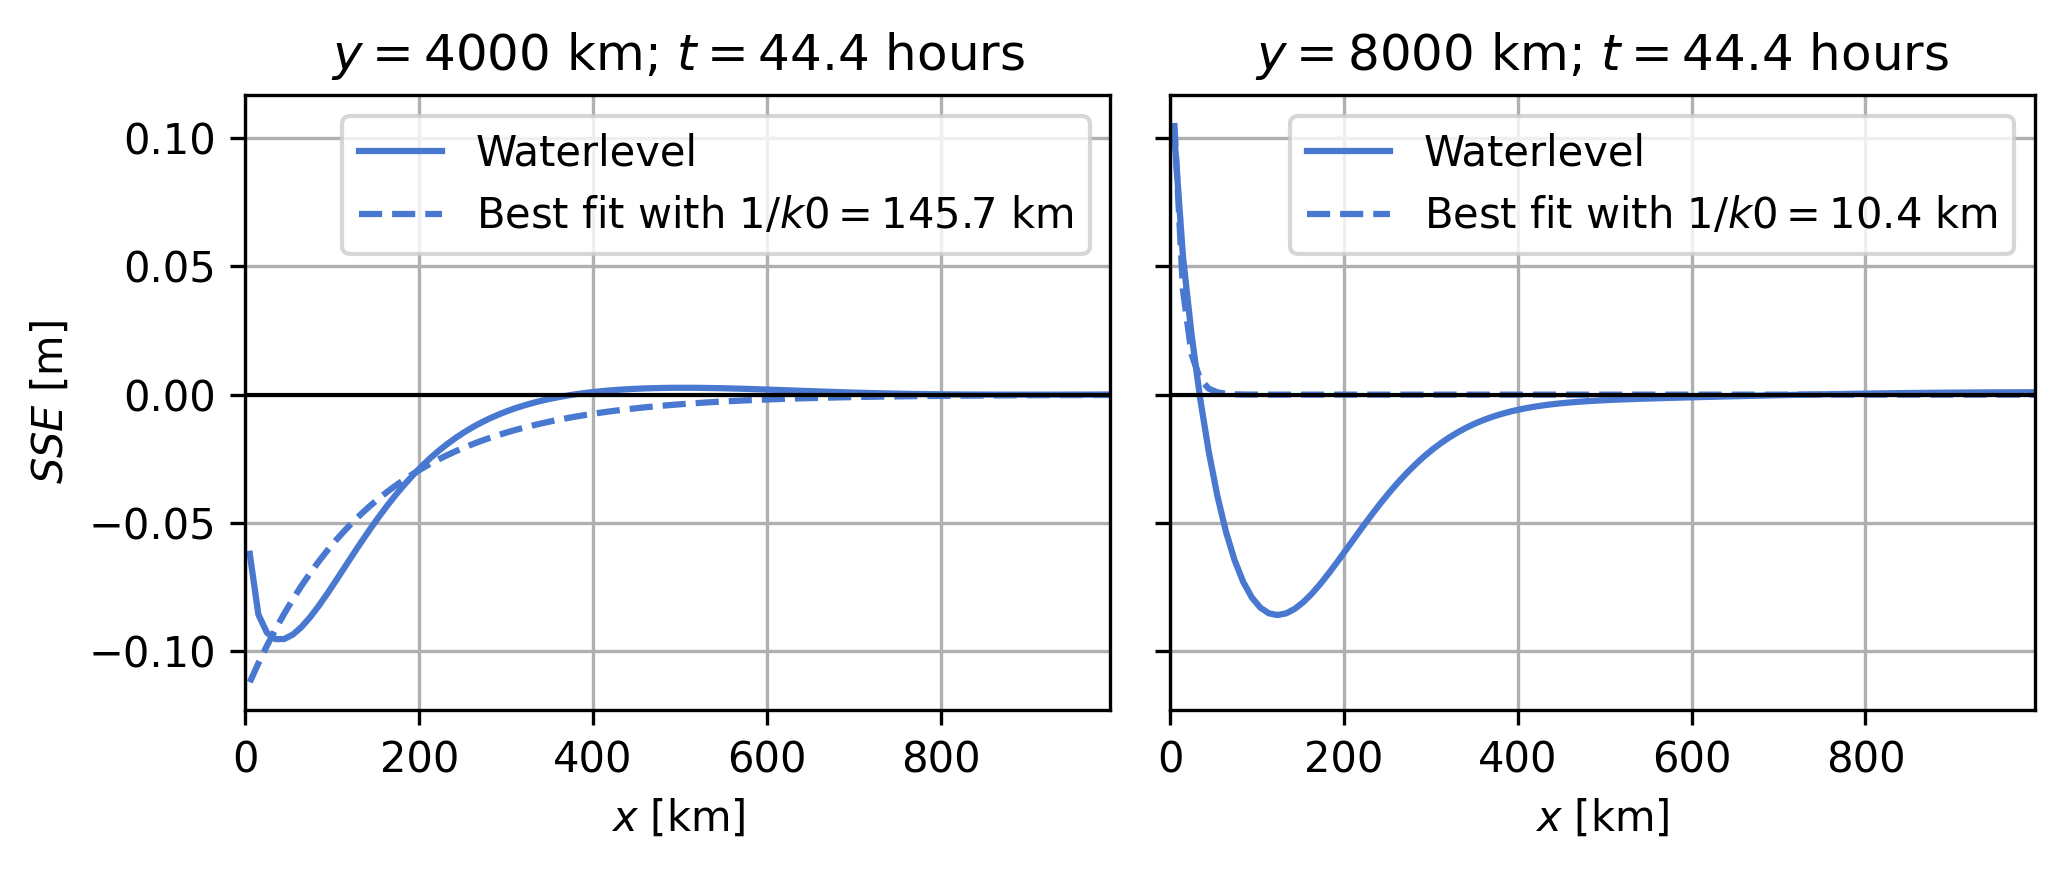 y = 4000 km; t = 44.4 hours
y = 8000 km; t = 44.4 hours
Waterlevel
Best fit with 1/k0 = 145.7 km
Waterlevel
Best fit with 1/k0 = 10.4 km
SSE [m]
0.10
0.05
0.00
−0.05
−0.10
0 200 400 600 800
0 200 400 600 800
x [km]
x [km]